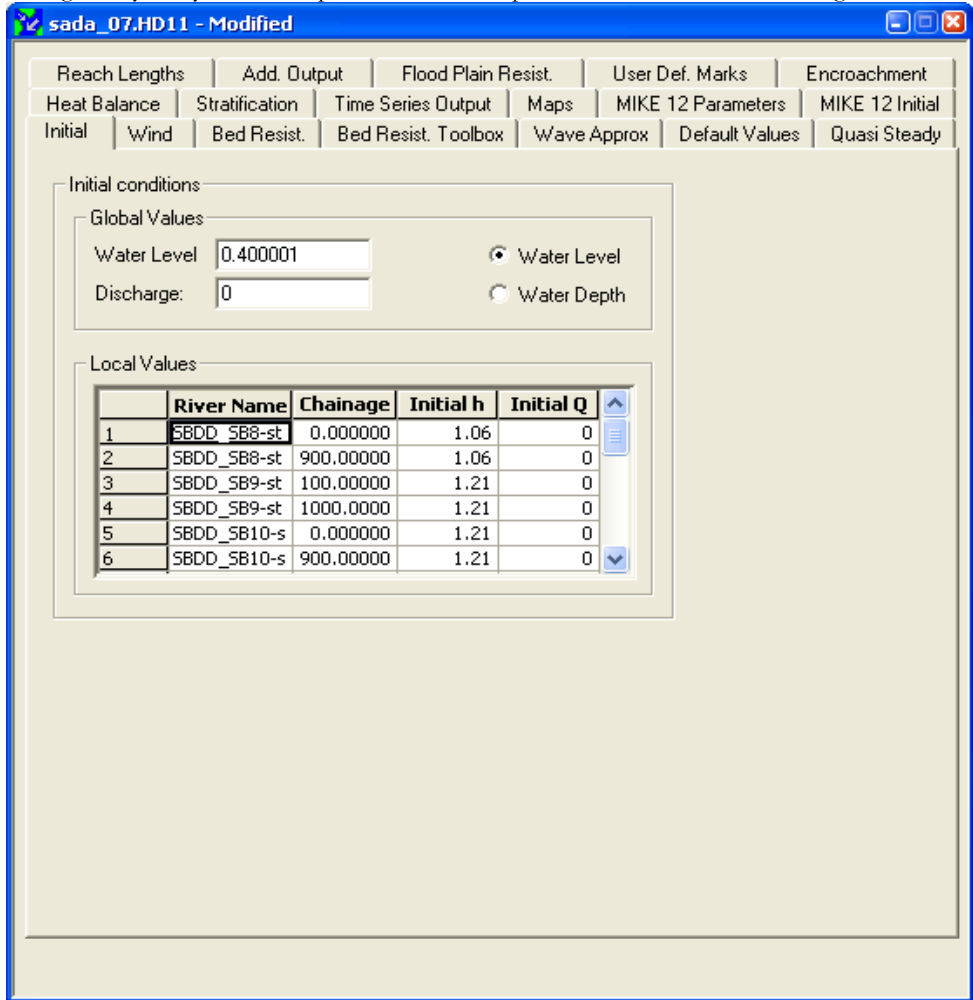 sada_07.HD11 - Modified
Reach Lengths Add. Output Flood Plain Resist. User Def. Marks Encroachment
Heat Balance Stratification Time Series Output Maps MIKE 12 Parameters MIKE 12 Initial
Initial Wind Bed Resist. Bed Resist. Toolbox Wave Approx Default Values Quasi Steady
Initial conditions
Global Values
Water Level 0.400001 Water Level
Discharge: 0 Water Depth
Local Values
River Name Chainage Initial h Initial Q
1 SBDD_SB8-st 0.000000 1.06 0
2 SBDD_SB8-st 900.00000 1.06 0
3 SBDD_SB9-st 100.00000 1.21 0
4 SBDD_SB9-st 1000.0000 1.21 0
5 SBDD_SB10-s 0.000000 1.21 0
6 SBDD_SB10-s 900.00000 1.21 0